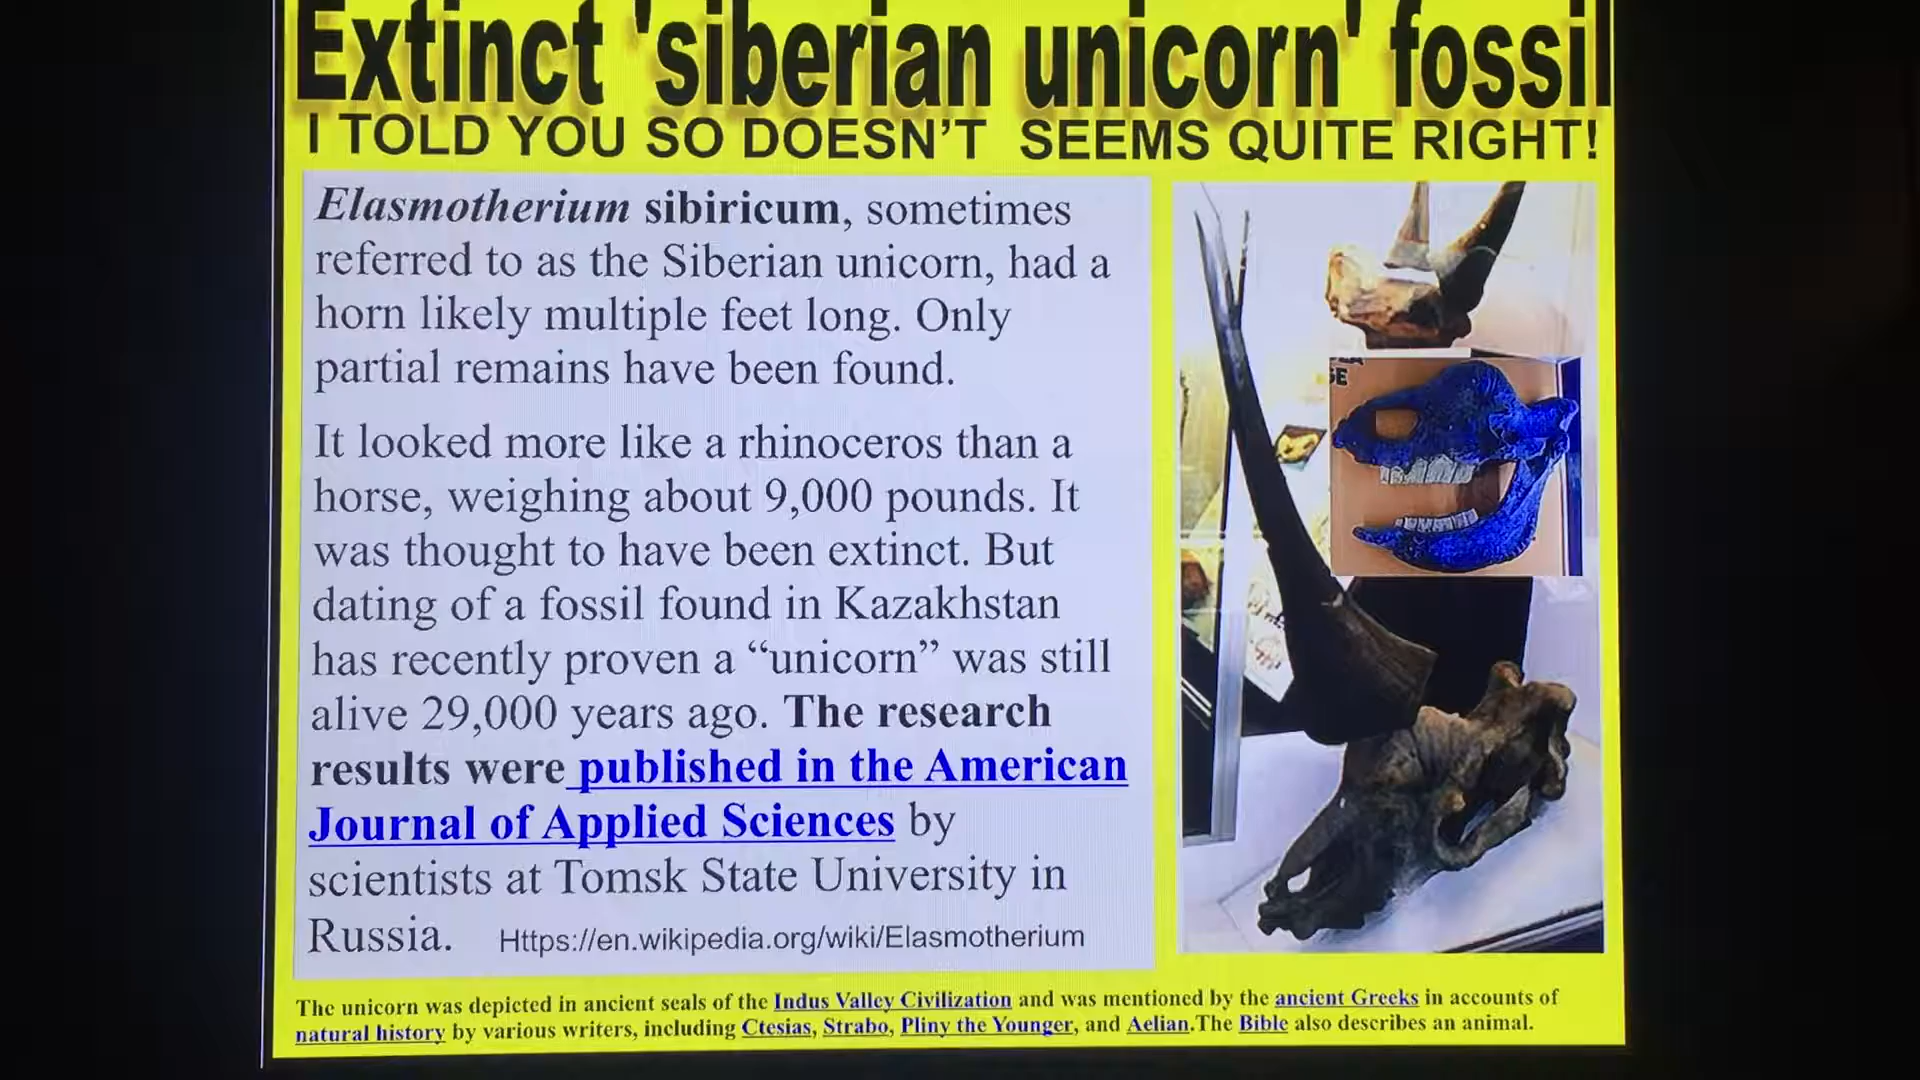 Extinct 'siberian unicorn' fossil
I TOLD YOU SO DOESN'T SEEMS QUITE RIGHT!
Elasmotherium sibiricum, sometimes
referred to as the Siberian unicorn, had a
horn likely multiple feet long. Only
partial remains have been found.
It looked more like a rhinoceros than a
horse, weighing about 9,000 pounds. It
was thought to have been extinct. But
dating of a fossil found in Kazakhstan
has recently proven a “unicorn” was still
alive 29,000 years ago. The research
results were published in the American
Journal of Applied Sciences by
scientists at Tomsk State University in
Russia. Https://en.wikipedia.org/wiki/Elasmotherium
GE
The unicorn was depicted in ancient seals of the Indus Valley Civilization and was mentioned by the ancient Greeks in accounts of
natural history by various writers, including Ctesias, Strabo, Pliny the Younger, and Aelian.The Bible also describes an animal.